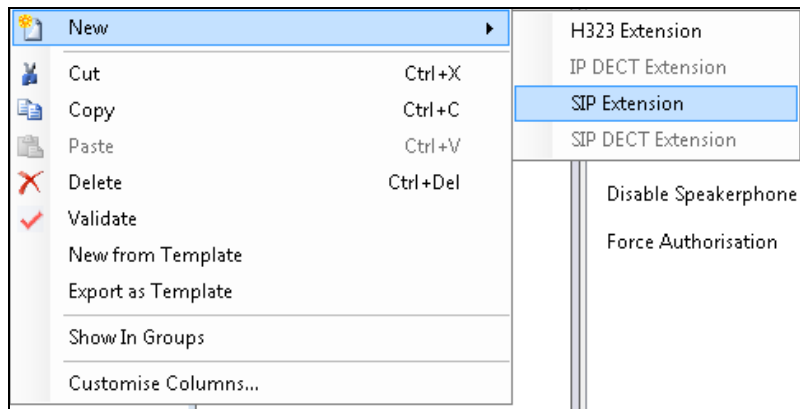 New
Cut Ctrl+X
Copy Ctrl+C
Paste Ctrl+V
Delete Ctrl+Del
Validate
New from Template
Export as Template
Show In Groups
Customise Columns...
H323 Extension
IP DECT Extension
SIP Extension
SIP DECT Extension
Disable Speakerphone
Force Authorisation